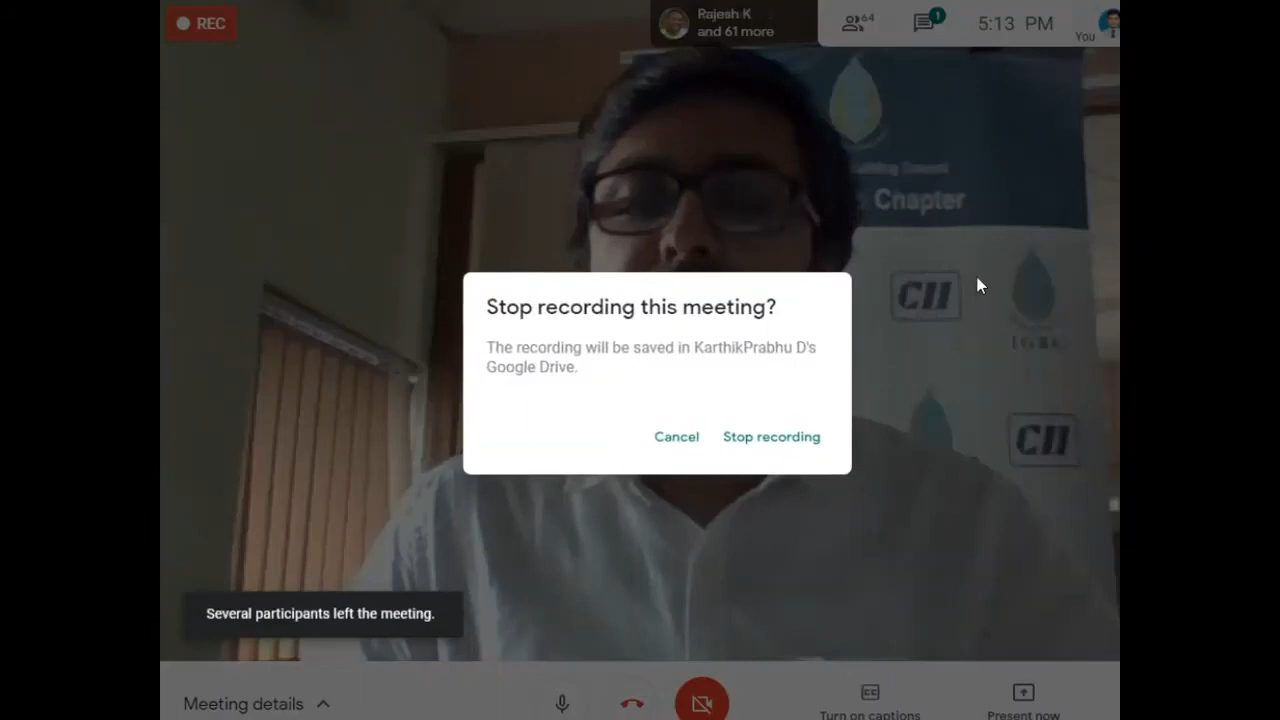 REC
Rajesh K
and 61 more
64
1
5:13 PM
You
Chapter
CII
IGBC
CII
Stop recording this meeting?
The recording will be saved in KarthikPrabhu D's
Google Drive.
Cancel
Stop recording
Several participants left the meeting.
Meeting details
CC
Turn on captions
Present now